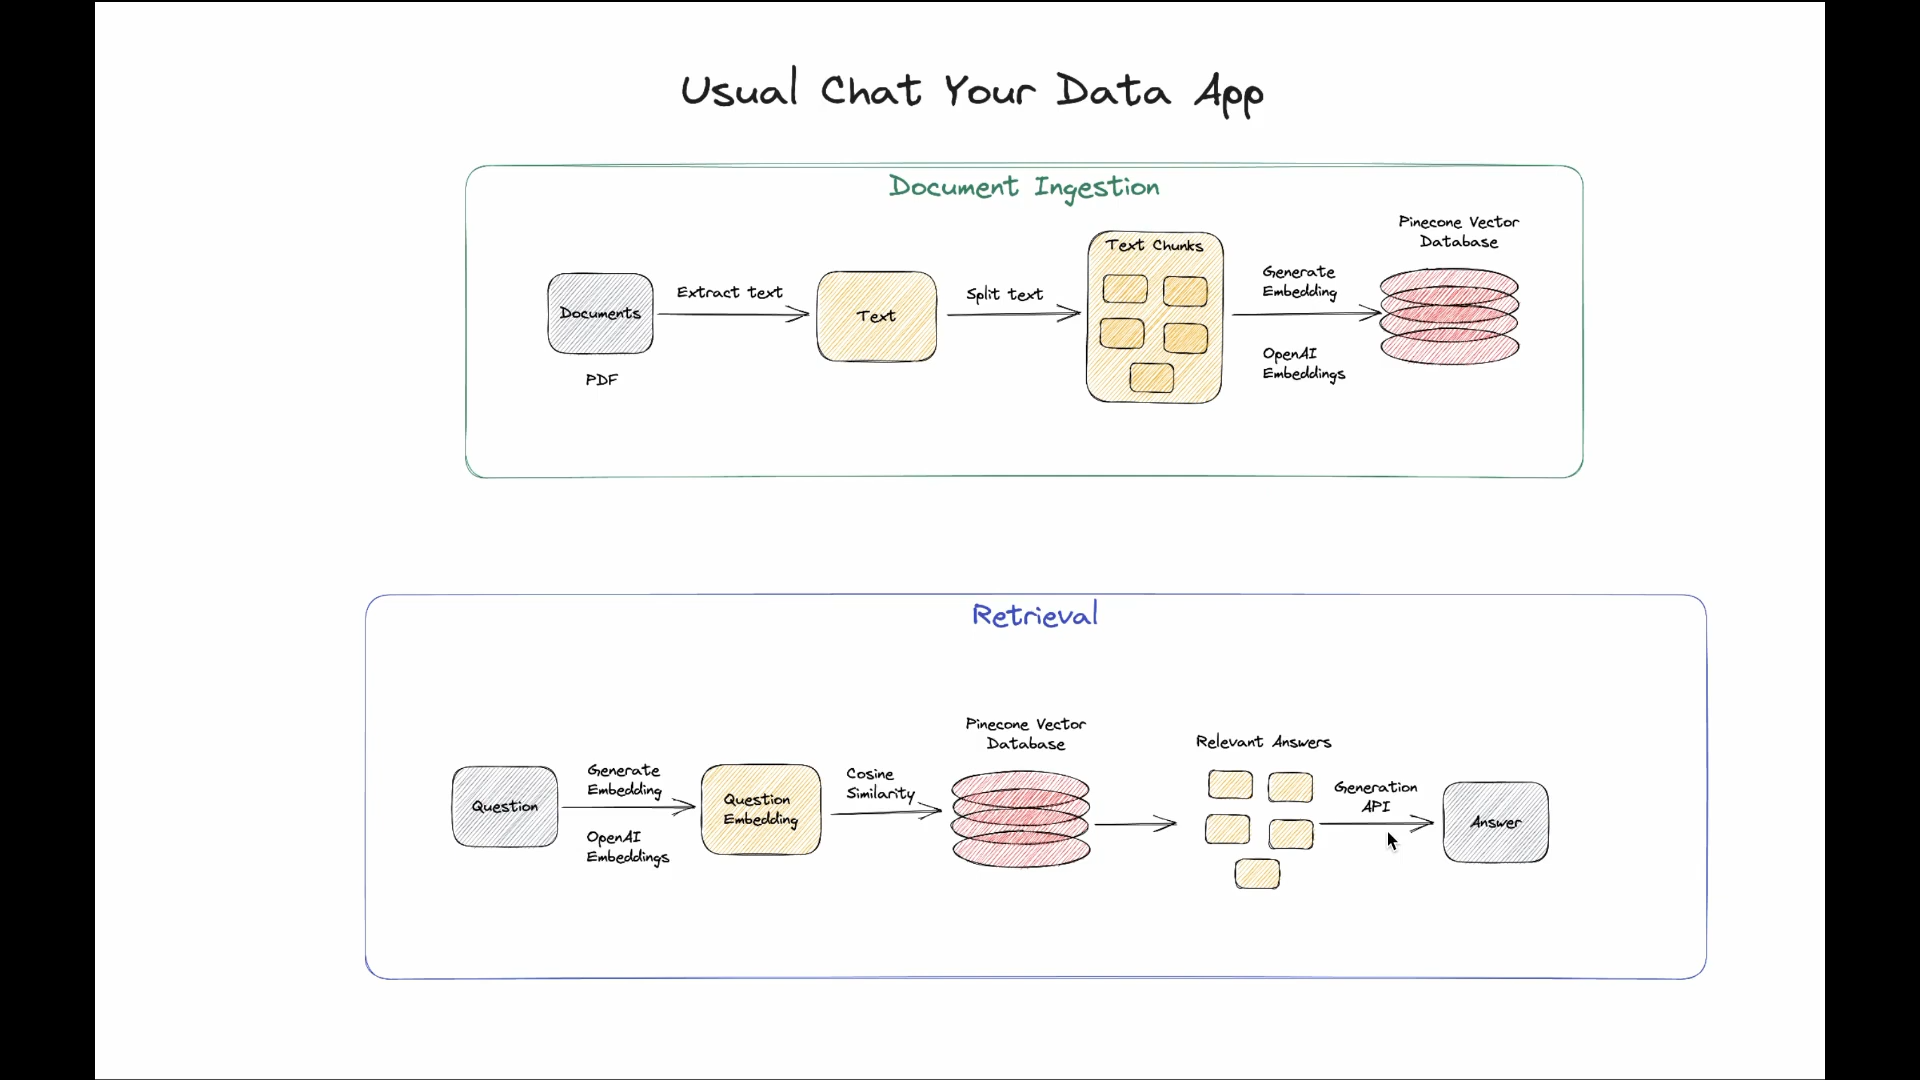 Usual Chat Your Data App
Document Ingestion
Documents
PDF
Extract text
Text
Split text
Text Chunks
Generate
Embedding
OpenAI
Embeddings
Pinecone Vector
Database
Retrieval
Question
Generate
Embedding
OpenAI
Embeddings
Question
Embedding
Cosine
Similarity
Pinecone Vector
Database
Relevant Answers
Generation
API
Answer